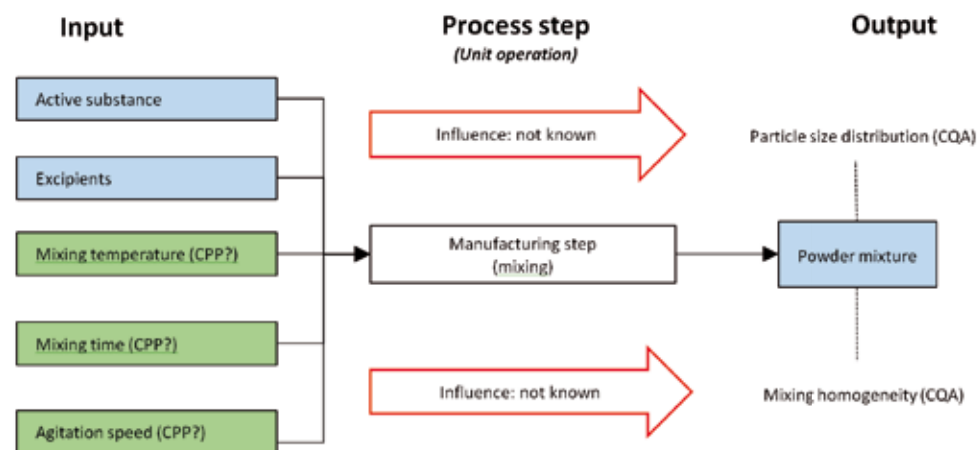 Input
Process step
(Unit operation)
Output
Active substance
Influence: not known
Particle size distribution (CQA)
Excipients
Mixing temperature (CPP?)
Manufacturing step
(mixing)
Powder mixture
Mixing time (CPP?)
Influence: not known
Mixing homogeneity (CQA)
Agitation speed (CPP?)